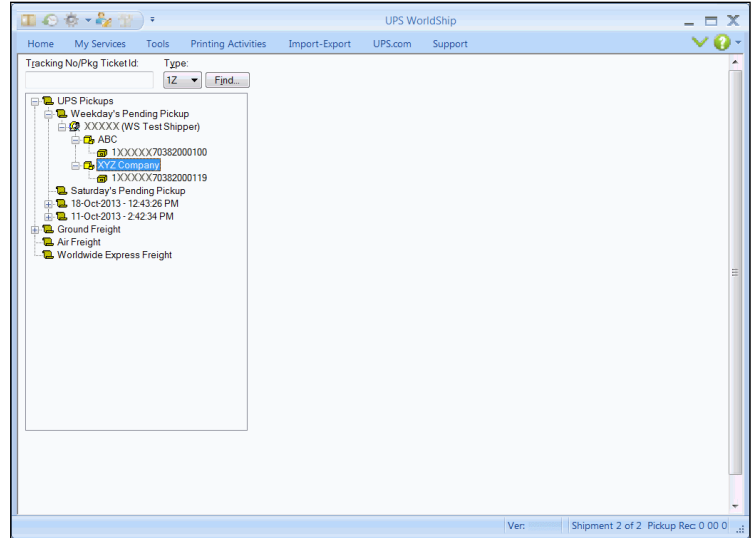 UPS WorldShip
Home My Services Tools Printing Activities Import-Export UPS.com Support
Tracking No/Pkg Ticket Id: Type:
1Z Find...
UPS Pickups
Weekday's Pending Pickup
XXXXX (WS Test Shipper)
ABC
1XXXXX70382000100
XYZ Company
1XXXXX70382000119
Saturday's Pending Pickup
18-Oct-2013 - 12:43:26 PM
11-Oct-2013 - 2:42:34 PM
Ground Freight
Air Freight
Worldwide Express Freight
Ver: Shipment 2 of 2 Pickup Rec: 0 00 0